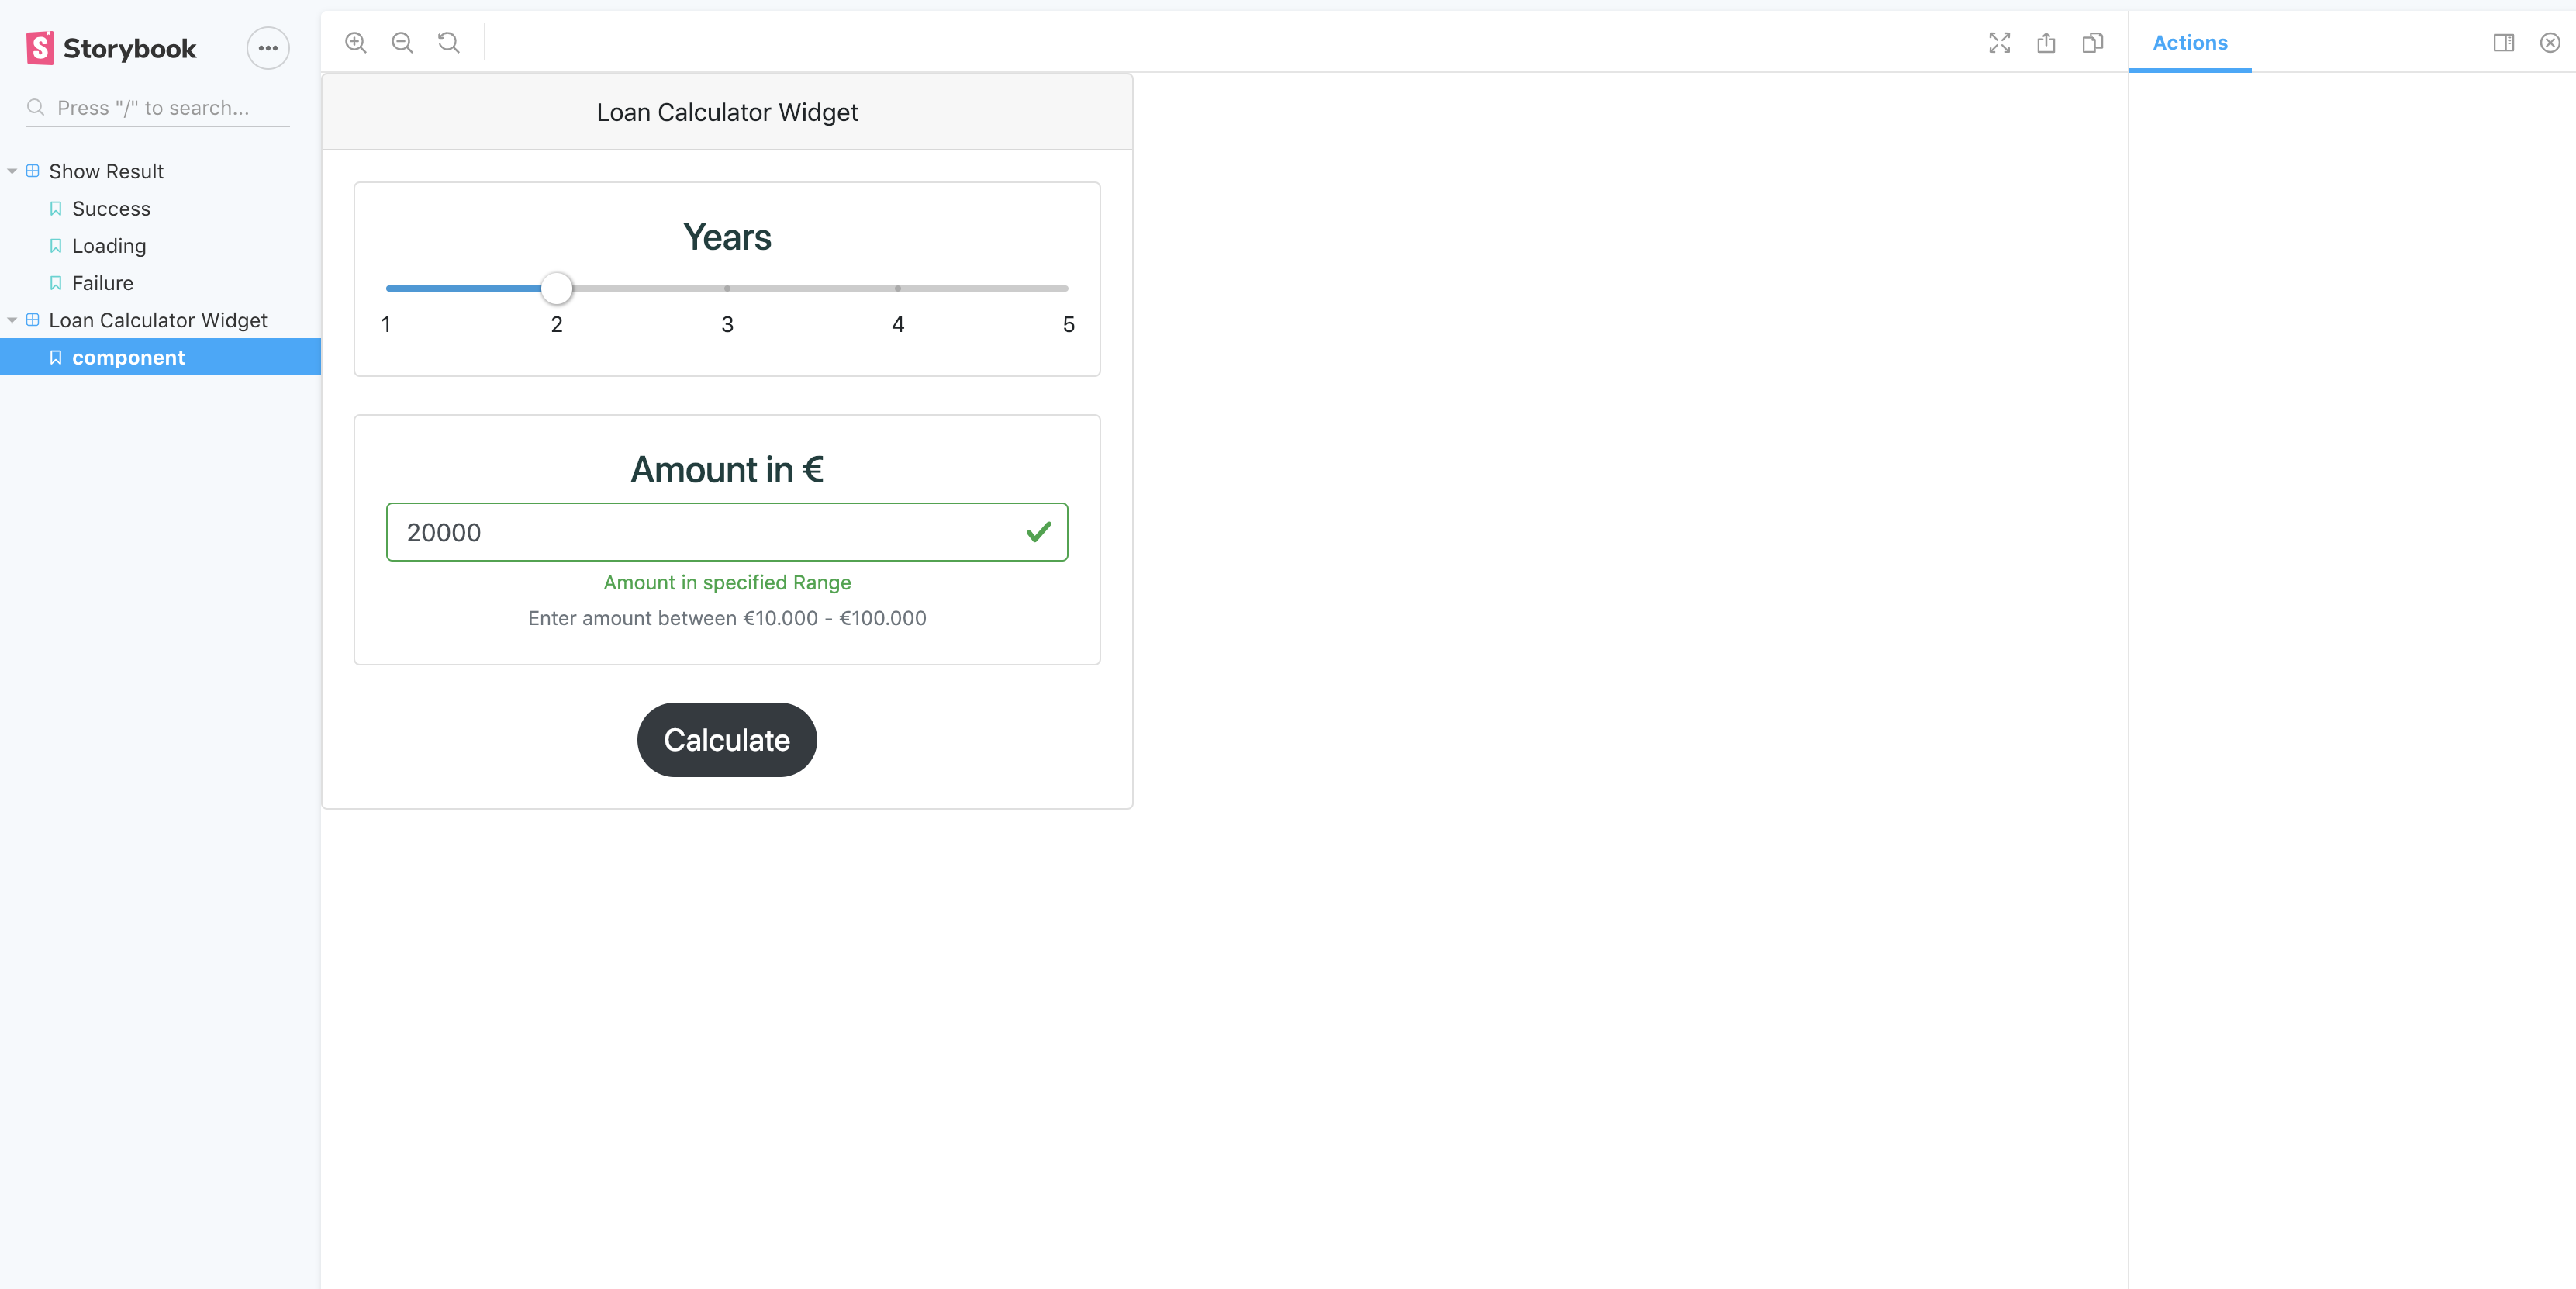 Storybook
Press "/" to search...
Show Result
Success
Loading
Failure
Loan Calculator Widget
component
Loan Calculator Widget
Years
1 2 3 4 5
Amount in €
20000
Amount in specified Range
Enter amount between €10.000 - €100.000
Calculate
Actions